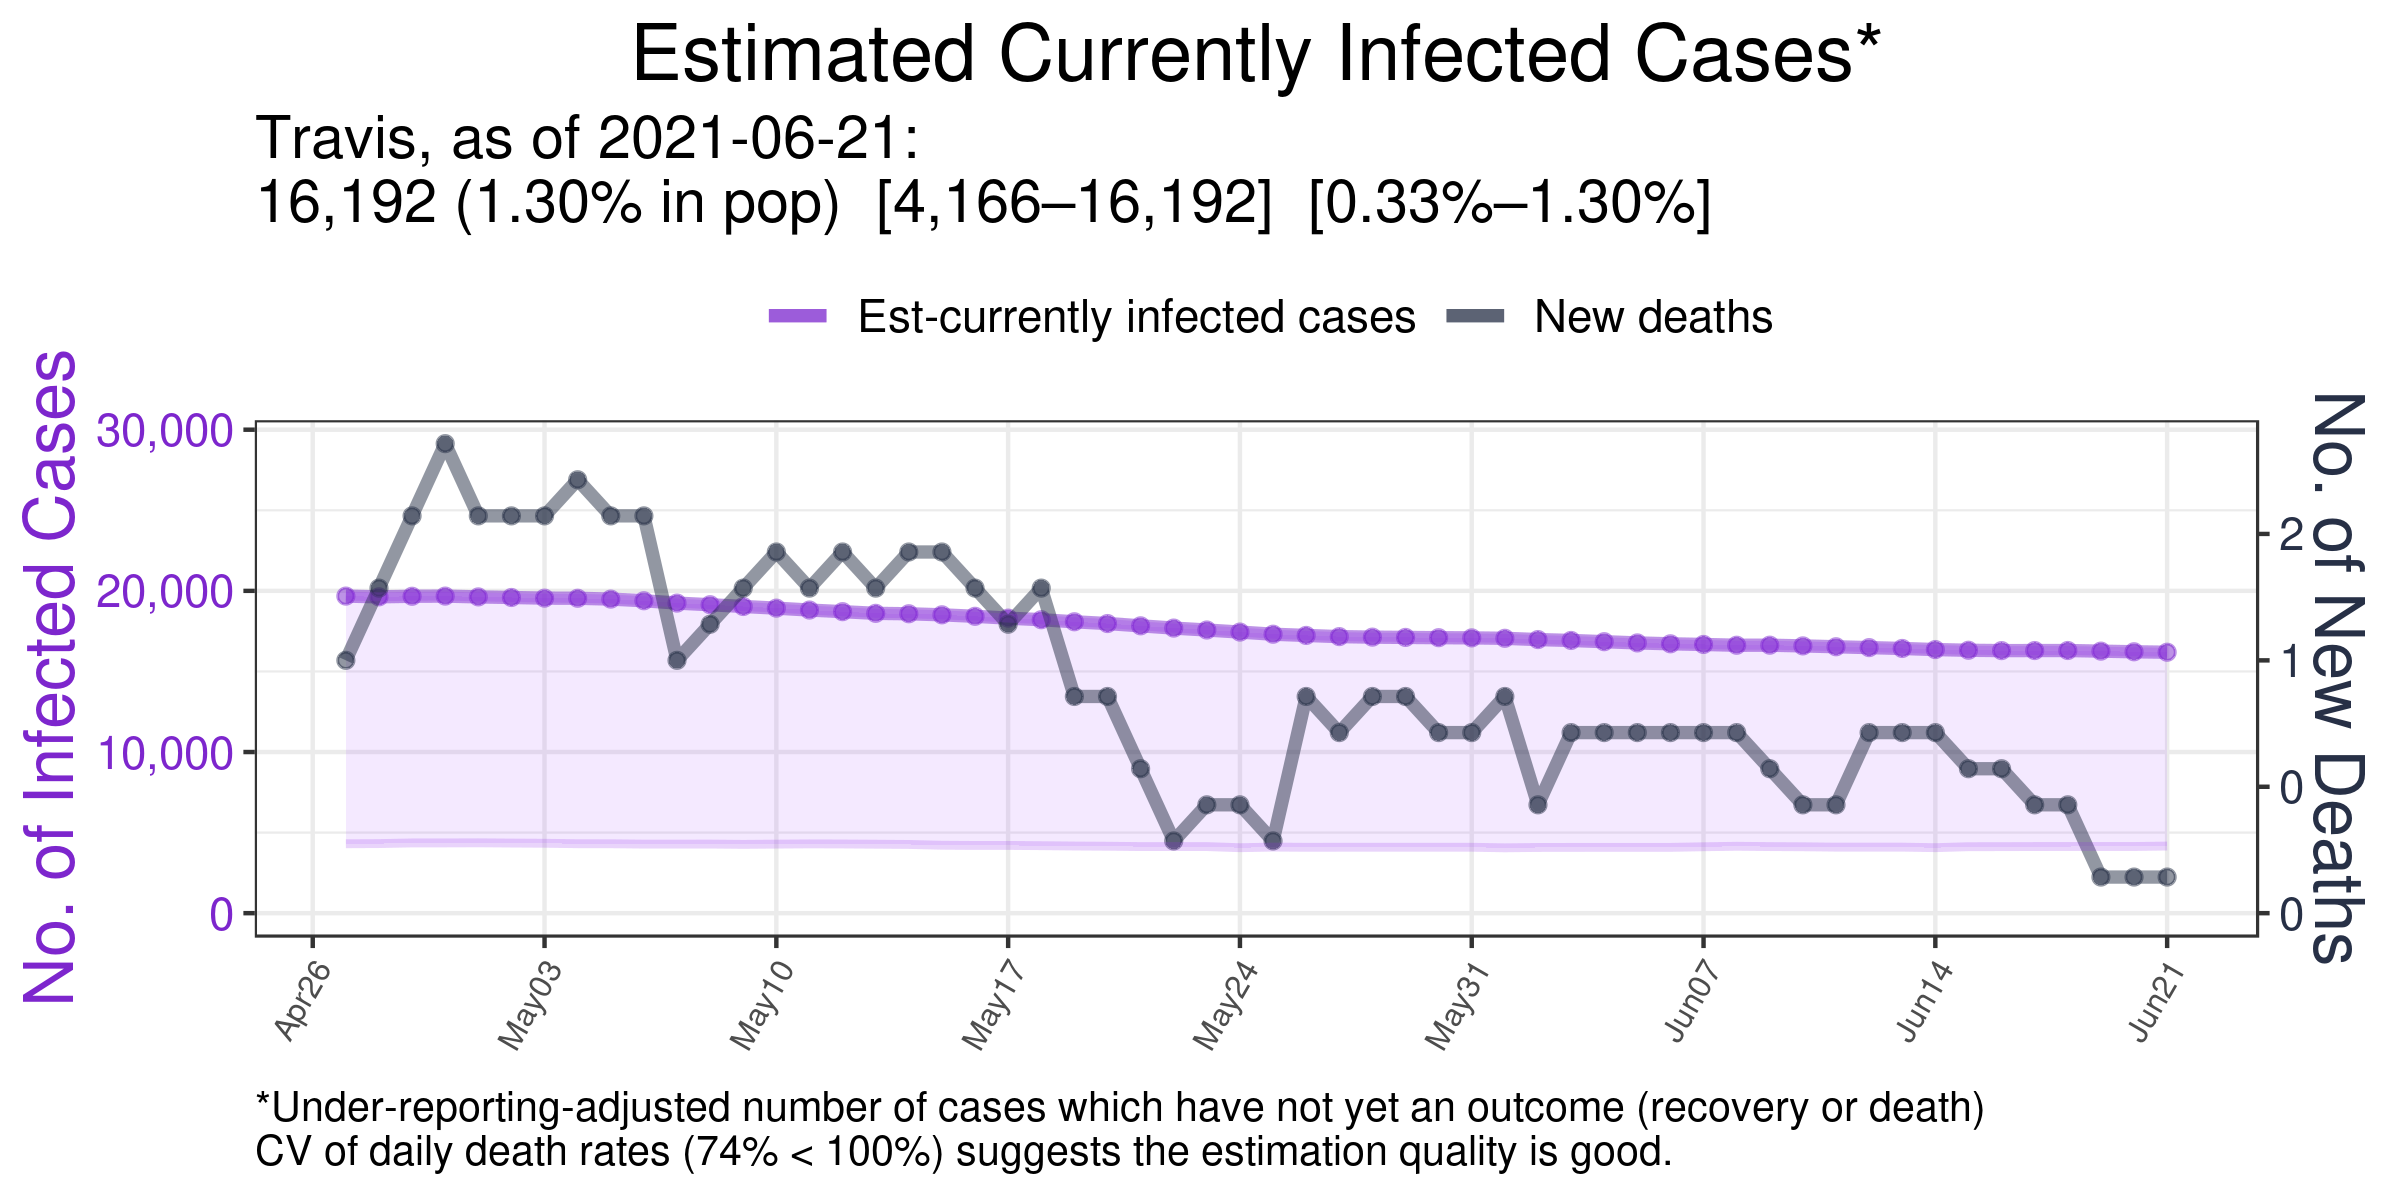 Estimated Currently Infected Cases*
Travis, as of 2021-06-21:
16,192 (1.30% in pop)  [4,166–16,192]  [0.33%–1.30%]
Est-currently infected cases
New deaths
No. of Infected Cases
30,000
20,000
10,000
0
No. of New Deaths
2
1
0
0
Apr26
May03
May10
May17
May24
May31
Jun07
Jun14
Jun21
*Under-reporting-adjusted number of cases which have not yet an outcome (recovery or death)
CV of daily death rates (74% < 100%) suggests the estimation quality is good.